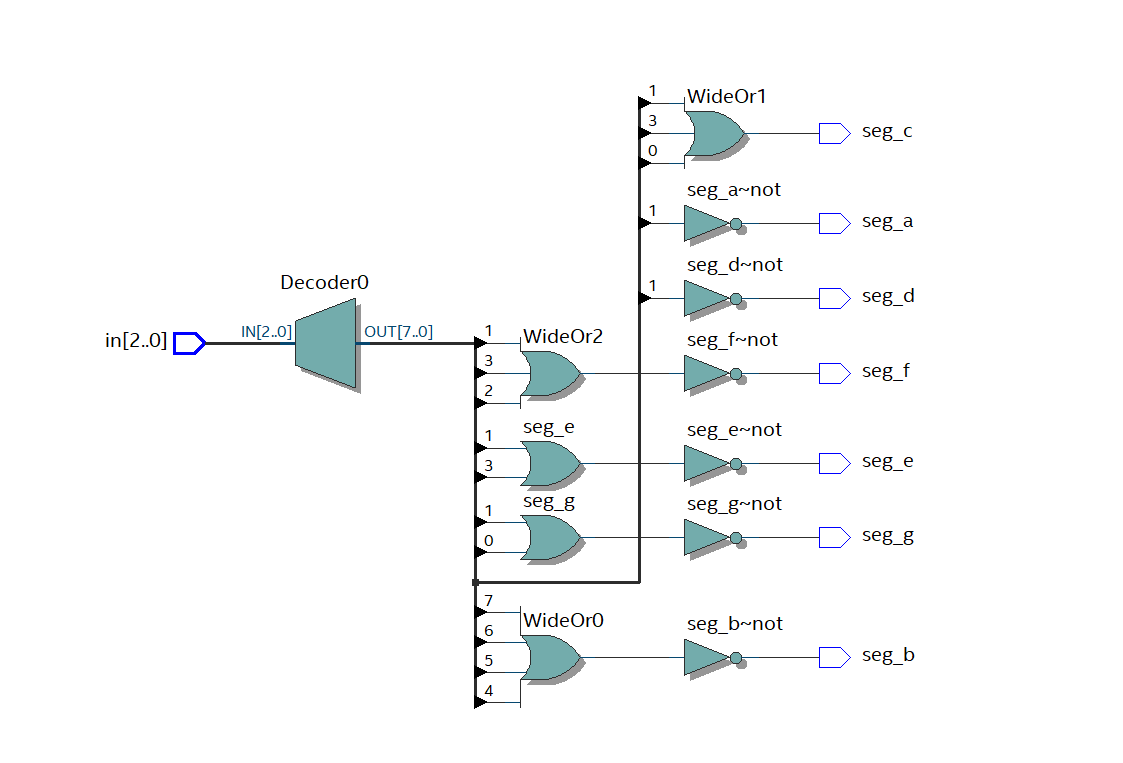 1
WideOr1
3
seg_c
0
seg_a~not
1
seg_a
seg_d~not
1
seg_d
Decoder0
in[2..0]
IN[2..0]
OUT[7..0]
1
WideOr2
3
2
seg_f~not
seg_f
seg_e
1
3
seg_e~not
seg_e
seg_g
1
0
seg_g~not
seg_g
7
WideOr0
6
5
4
seg_b~not
seg_b